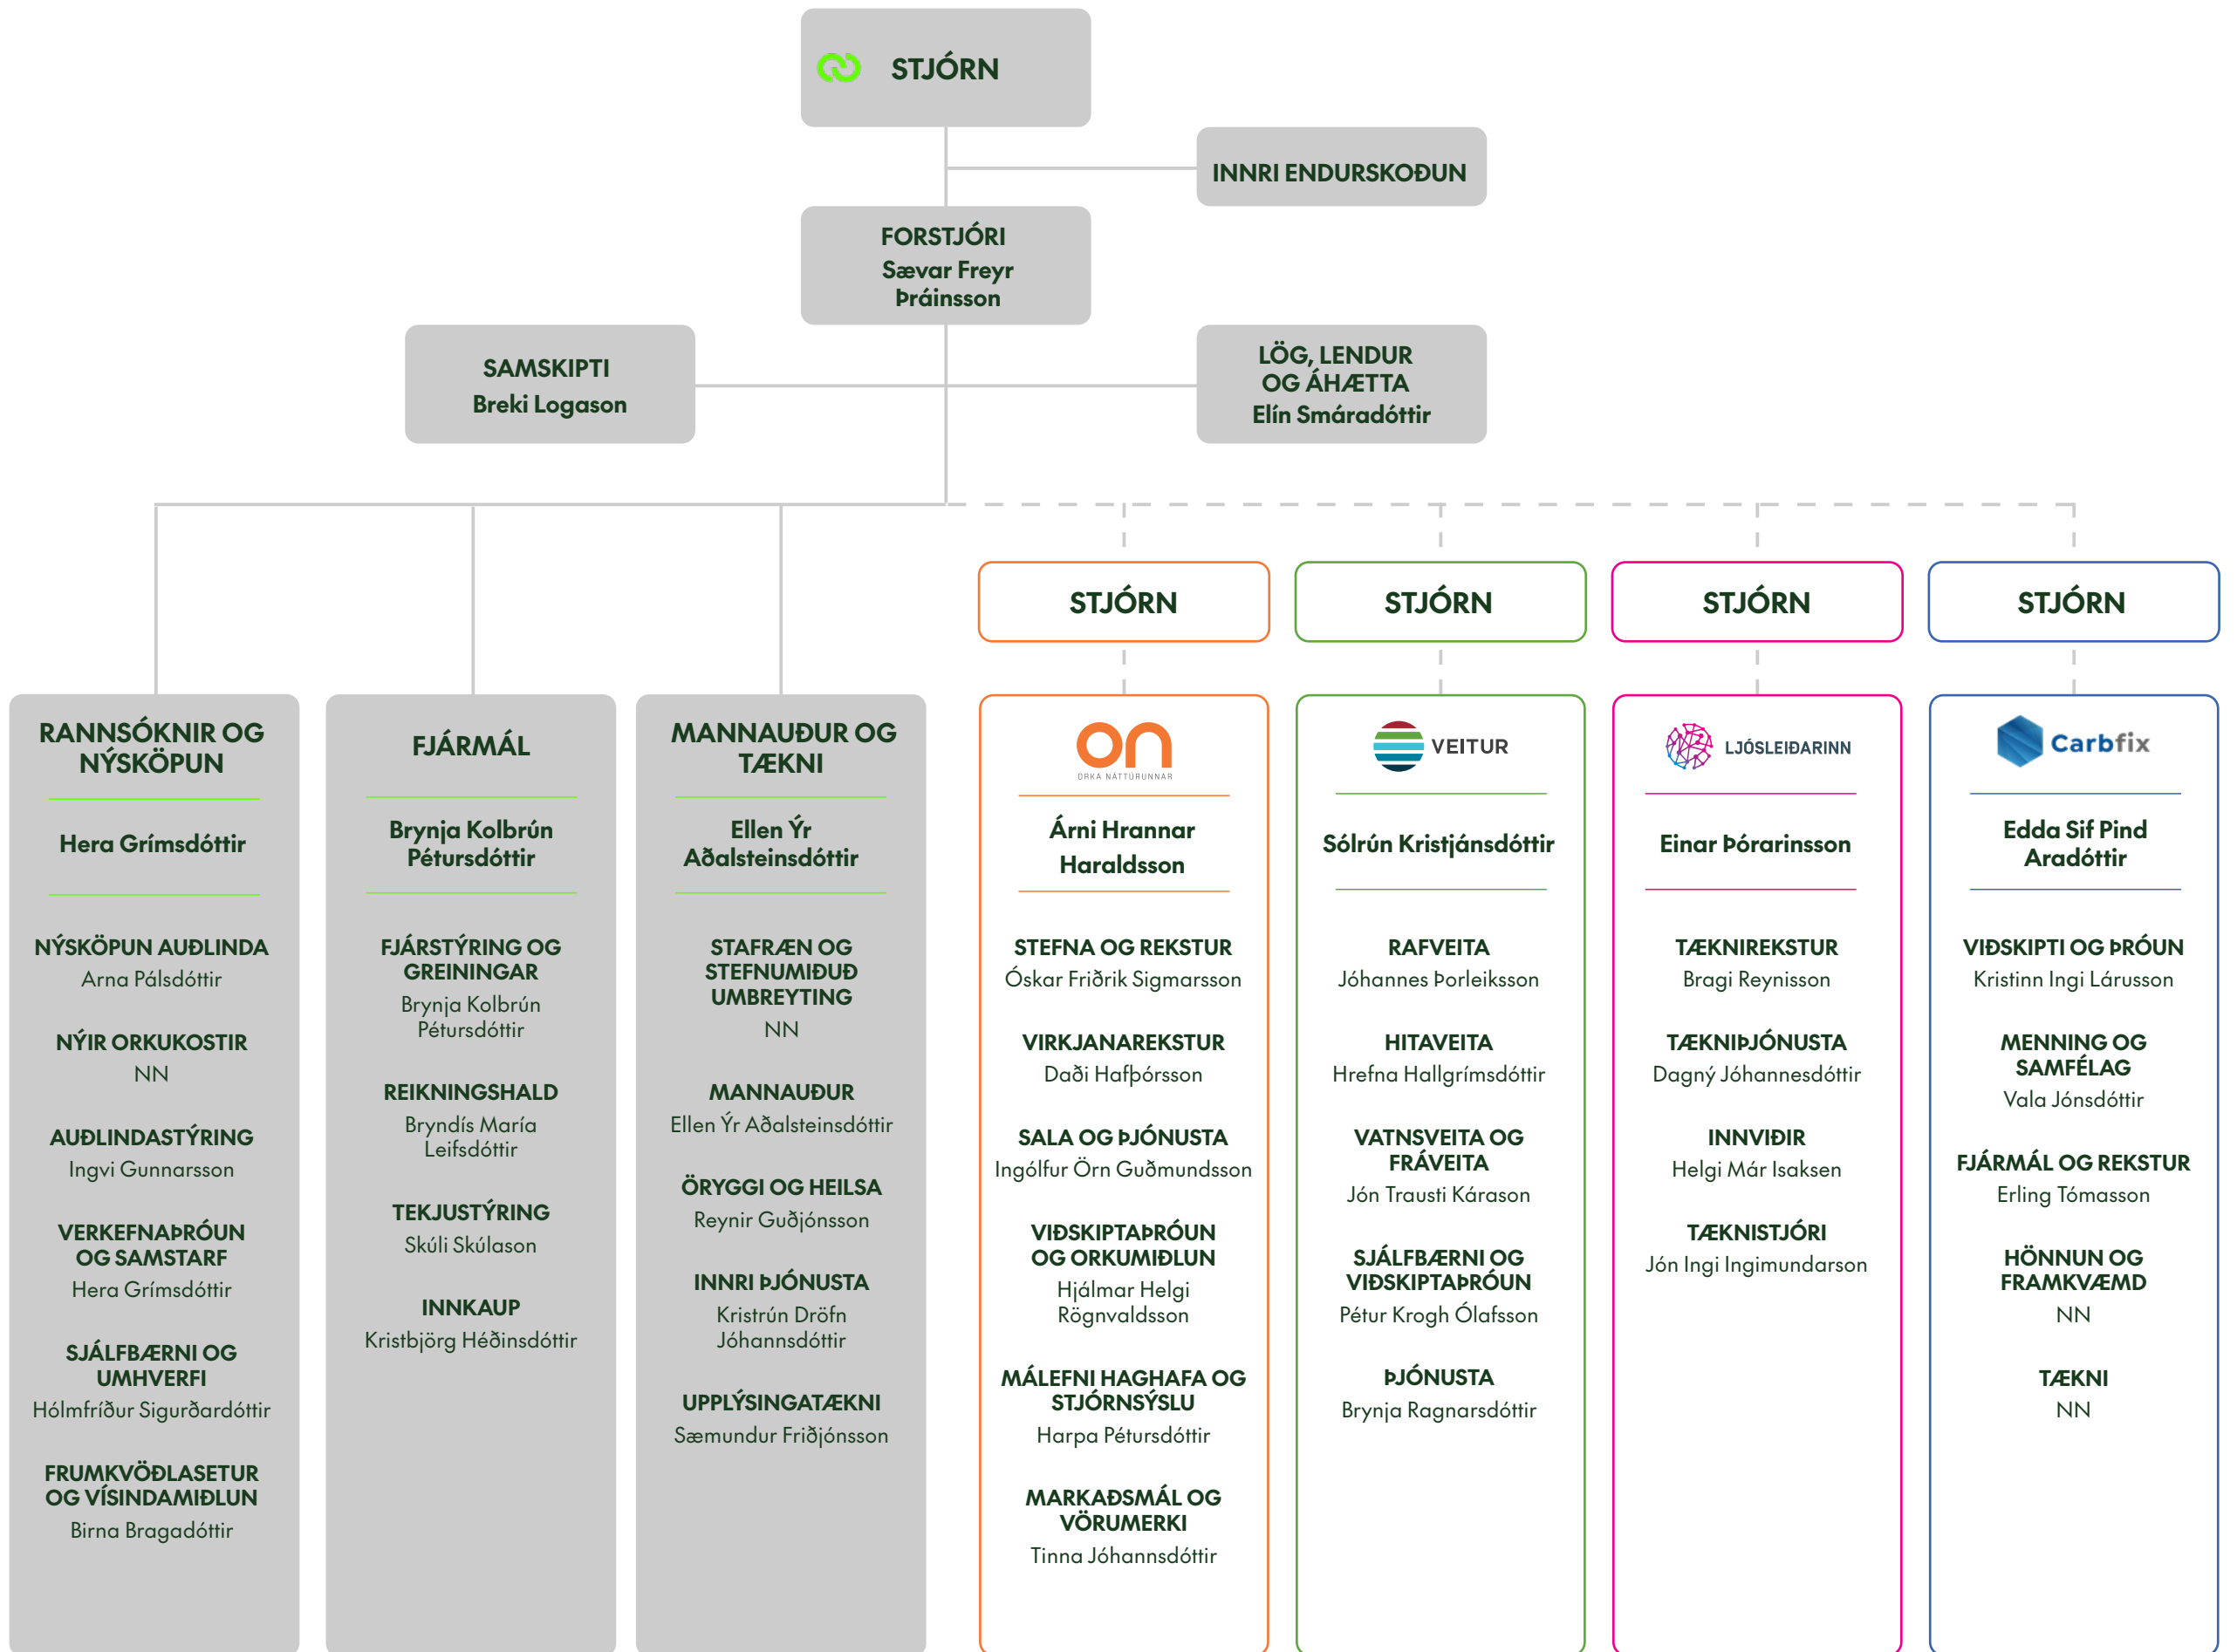 STJÓRN
INNRI ENDURSKOÐUN
FORSTJÓRI
Sævar Freyr
Þráinsson
SAMSKIPTI
Breki Logason
LÖG, LENDUR
OG ÁHÆTTA
Elín Smáradóttir
STJÓRN
STJÓRN
STJÓRN
STJÓRN
RANNSÓKNIR OG
NÝSKÖPUN
Hera Grímsdóttir
NÝSKÖPUN AUÐLINDA
Arna Pálsdóttir
NÝIR ORKUKOSTIR
NN
AUÐLINDASTÝRING
Ingvi Gunnarsson
VERKEFNAÞRÓUN
OG SAMSTARF
Hera Grímsdóttir
SJÁLFBÆRNI OG
UMHVERFI
Hólmfríður Sigurðardóttir
FRUMKVÖÐLASETUR
OG VÍSINDAMIÐLUN
Birna Bragadóttir
FJÁRMÁL
Brynja Kolbrún
Pétursdóttir
FJÁRSTÝRING OG
GREININGAR
Brynja Kolbrún
Pétursdóttir
REIKNINGSHALD
Bryndís María
Leifsdóttir
TEKJUSTÝRING
Skúli Skúlason
INNKAUP
Kristbjörg Héðinsdóttir
MANNAUÐUR OG
TÆKNI
Ellen Ýr
Aðalsteinsdóttir
STAFRÆN OG
STEFNUMIÐUÐ
UMBREYTING
NN
MANNAUÐUR
Ellen Ýr Aðalsteinsdóttir
ÖRYGGI OG HEILSA
Reynir Guðjónsson
INNRI ÞJÓNUSTA
Kristrún Dröfn
Jóhannsdóttir
UPPLÝSINGATÆKNI
Sæmundur Friðjónsson
on
ORKA NÁTTÚRUNNAR
Árni Hrannar
Haraldsson
STEFNA OG REKSTUR
Óskar Friðrik Sigmarsson
VIRKJANAREKSTUR
Daði Hafþórsson
SALA OG ÞJÓNUSTA
Ingólfur Örn Guðmundsson
VIÐSKIPTAÞRÓUN
OG ORKUMIÐLUN
Hjálmar Helgi
Rögnvaldsson
MÁLEFNI HAGHAFA OG
STJÓRNSÝSLU
Harpa Pétursdóttir
MARKAÐSMÁL OG
VÖRUMERKI
Tinna Jóhannsdóttir
VEITUR
Sólrún Kristjánsdóttir
RAFVEITA
Jóhannes Þorleiksson
HITAVEITA
Hrefna Hallgrímsdóttir
VATNSVEITA OG
FRÁVEITA
Jón Trausti Kárason
SJÁLFBÆRNI OG
VIÐSKIPTAÞRÓUN
Pétur Krogh Ólafsson
ÞJÓNUSTA
Brynja Ragnarsdóttir
LJÓSLEIÐARINN
Einar Þórarinsson
TÆKNIREKSTUR
Bragi Reynisson
TÆKNIÞJÓNUSTA
Dagný Jóhannesdóttir
INNVIÐIR
Helgi Már Isaksen
TÆKNISTJÓRI
Jón Ingi Ingimundarson
Carbfix
Edda Sif Pind
Aradóttir
VIÐSKIPTI OG ÞRÓUN
Kristinn Ingi Lárusson
MENNING OG
SAMFÉLAG
Vala Jónsdóttir
FJÁRMÁL OG REKSTUR
Erling Tómasson
HÖNNUN OG
FRAMKVÆMD
NN
TÆKNI
NN